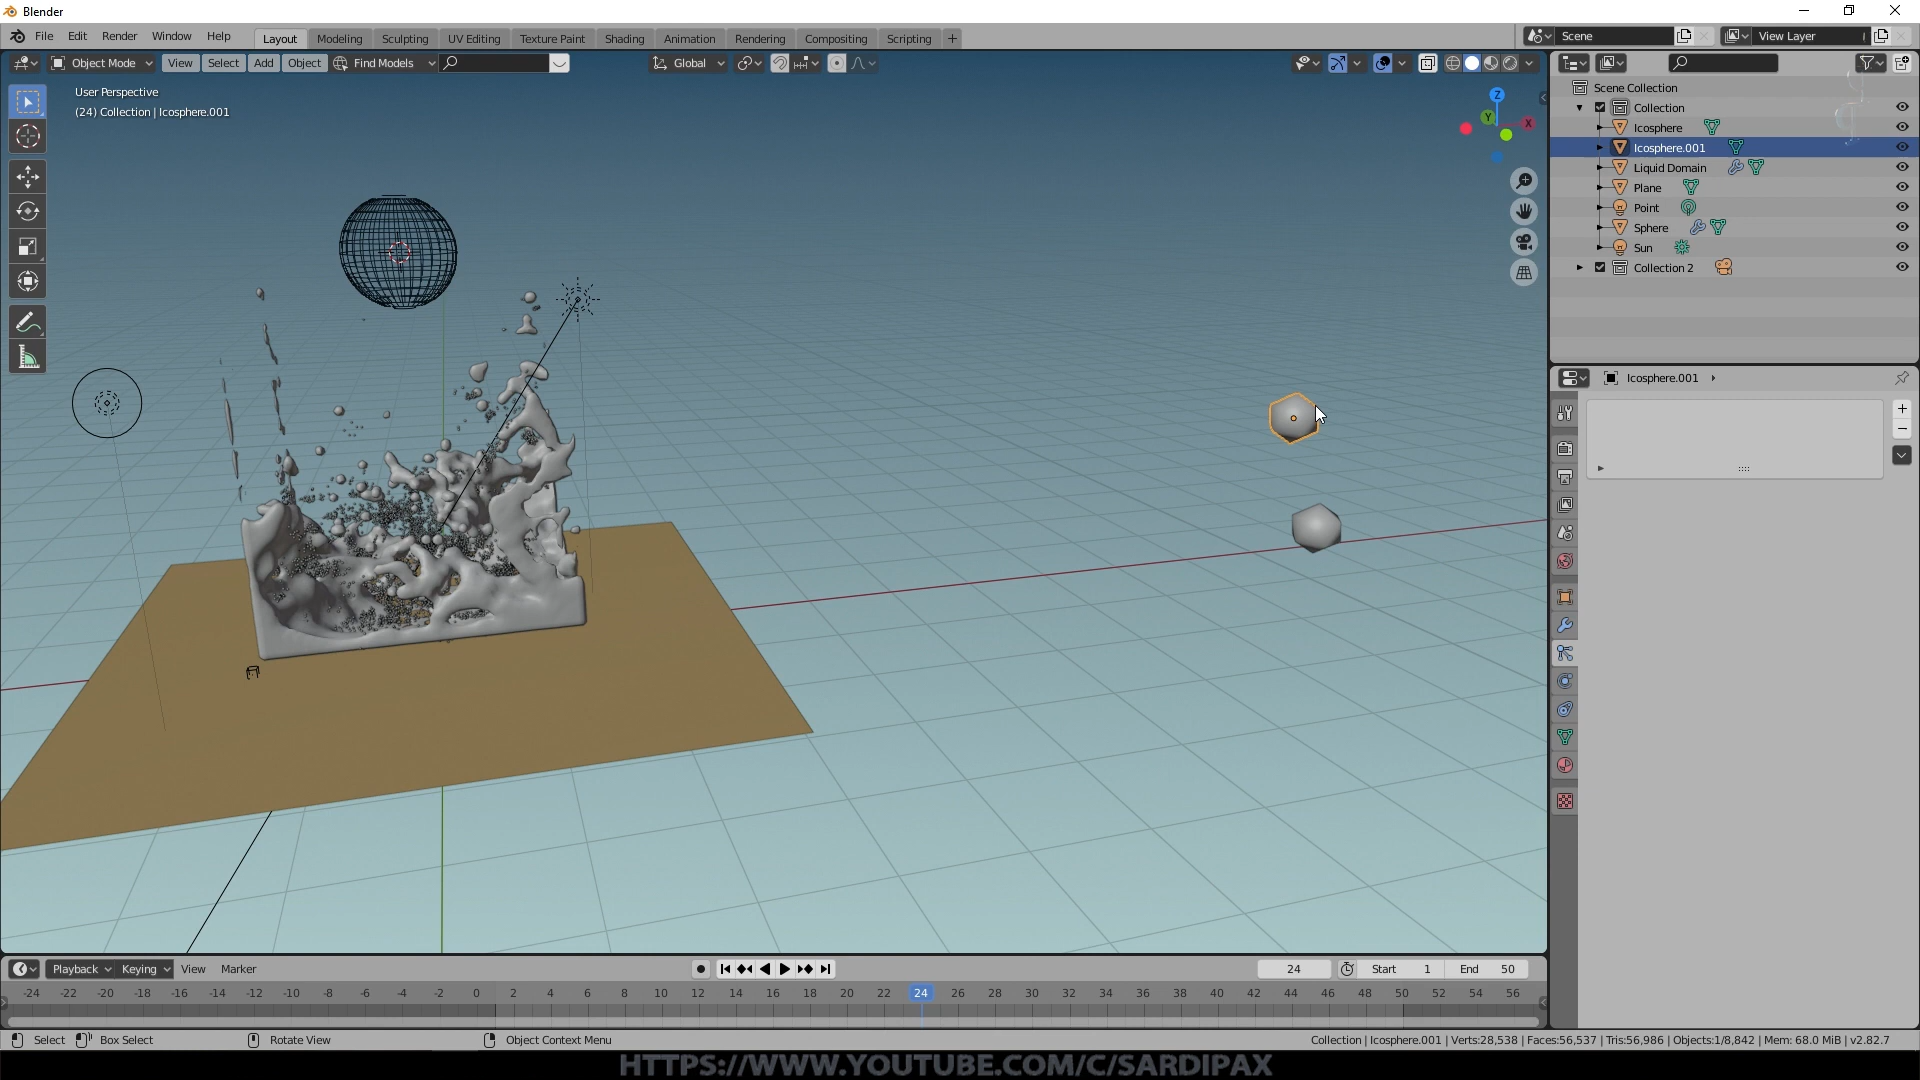 Blender
File Edit Render Window Help
Layout Modeling Sculpting UV Editing Texture Paint Shading Animation Rendering Compositing Scripting +
Scene
View Layer
Object Mode View Select Add Object Find Models
Global
User Perspective
(24) Collection | Icosphere.001
Z
Y
X
Scene Collection
Collection
Icosphere
Icosphere.001
Liquid Domain
Plane
Point
Sphere
Sun
Collection 2
Icosphere.001
Playback Keying View Marker
24
Start 1
End 50
-24 -22 -20 -18 -16 -14 -12 -10 -8 -6 -4 -2 0 2 4 6 8 10 12 14 16 18 20 22 24 26 28 30 32 34 36 38 40 42 44 46 48 50 52 54 56
Select Box Select Rotate View Object Context Menu
Collection | Icosphere.001 | Verts:28,538 | Faces:56,537 | Tris:56,986 | Objects:1/8,842 | Mem: 68.0 MiB | v2.82.7
HTTPS://WWW.YOUTUBE.COM/C/SARDIPAX